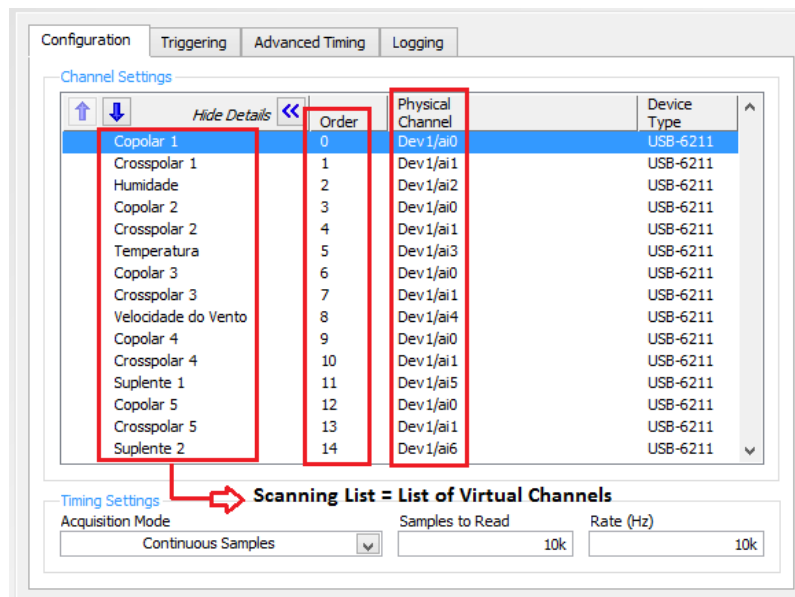 Configuration Triggering Advanced Timing Logging
Channel Settings
Hide Details Order Physical Channel Device Type
Copolar 1 0 Dev1/ai0 USB-6211
Crosspolar 1 1 Dev1/ai1 USB-6211
Humidade 2 Dev1/ai2 USB-6211
Copolar 2 3 Dev1/ai0 USB-6211
Crosspolar 2 4 Dev1/ai1 USB-6211
Temperatura 5 Dev1/ai3 USB-6211
Copolar 3 6 Dev1/ai0 USB-6211
Crosspolar 3 7 Dev1/ai1 USB-6211
Velocidade do Vento 8 Dev1/ai4 USB-6211
Copolar 4 9 Dev1/ai0 USB-6211
Crosspolar 4 10 Dev1/ai1 USB-6211
Suplente 1 11 Dev1/ai5 USB-6211
Copolar 5 12 Dev1/ai0 USB-6211
Crosspolar 5 13 Dev1/ai1 USB-6211
Suplente 2 14 Dev1/ai6 USB-6211
Scanning List = List of Virtual Channels
Timing Settings
Acquisition Mode Samples to Read Rate (Hz)
Continuous Samples 10k 10k